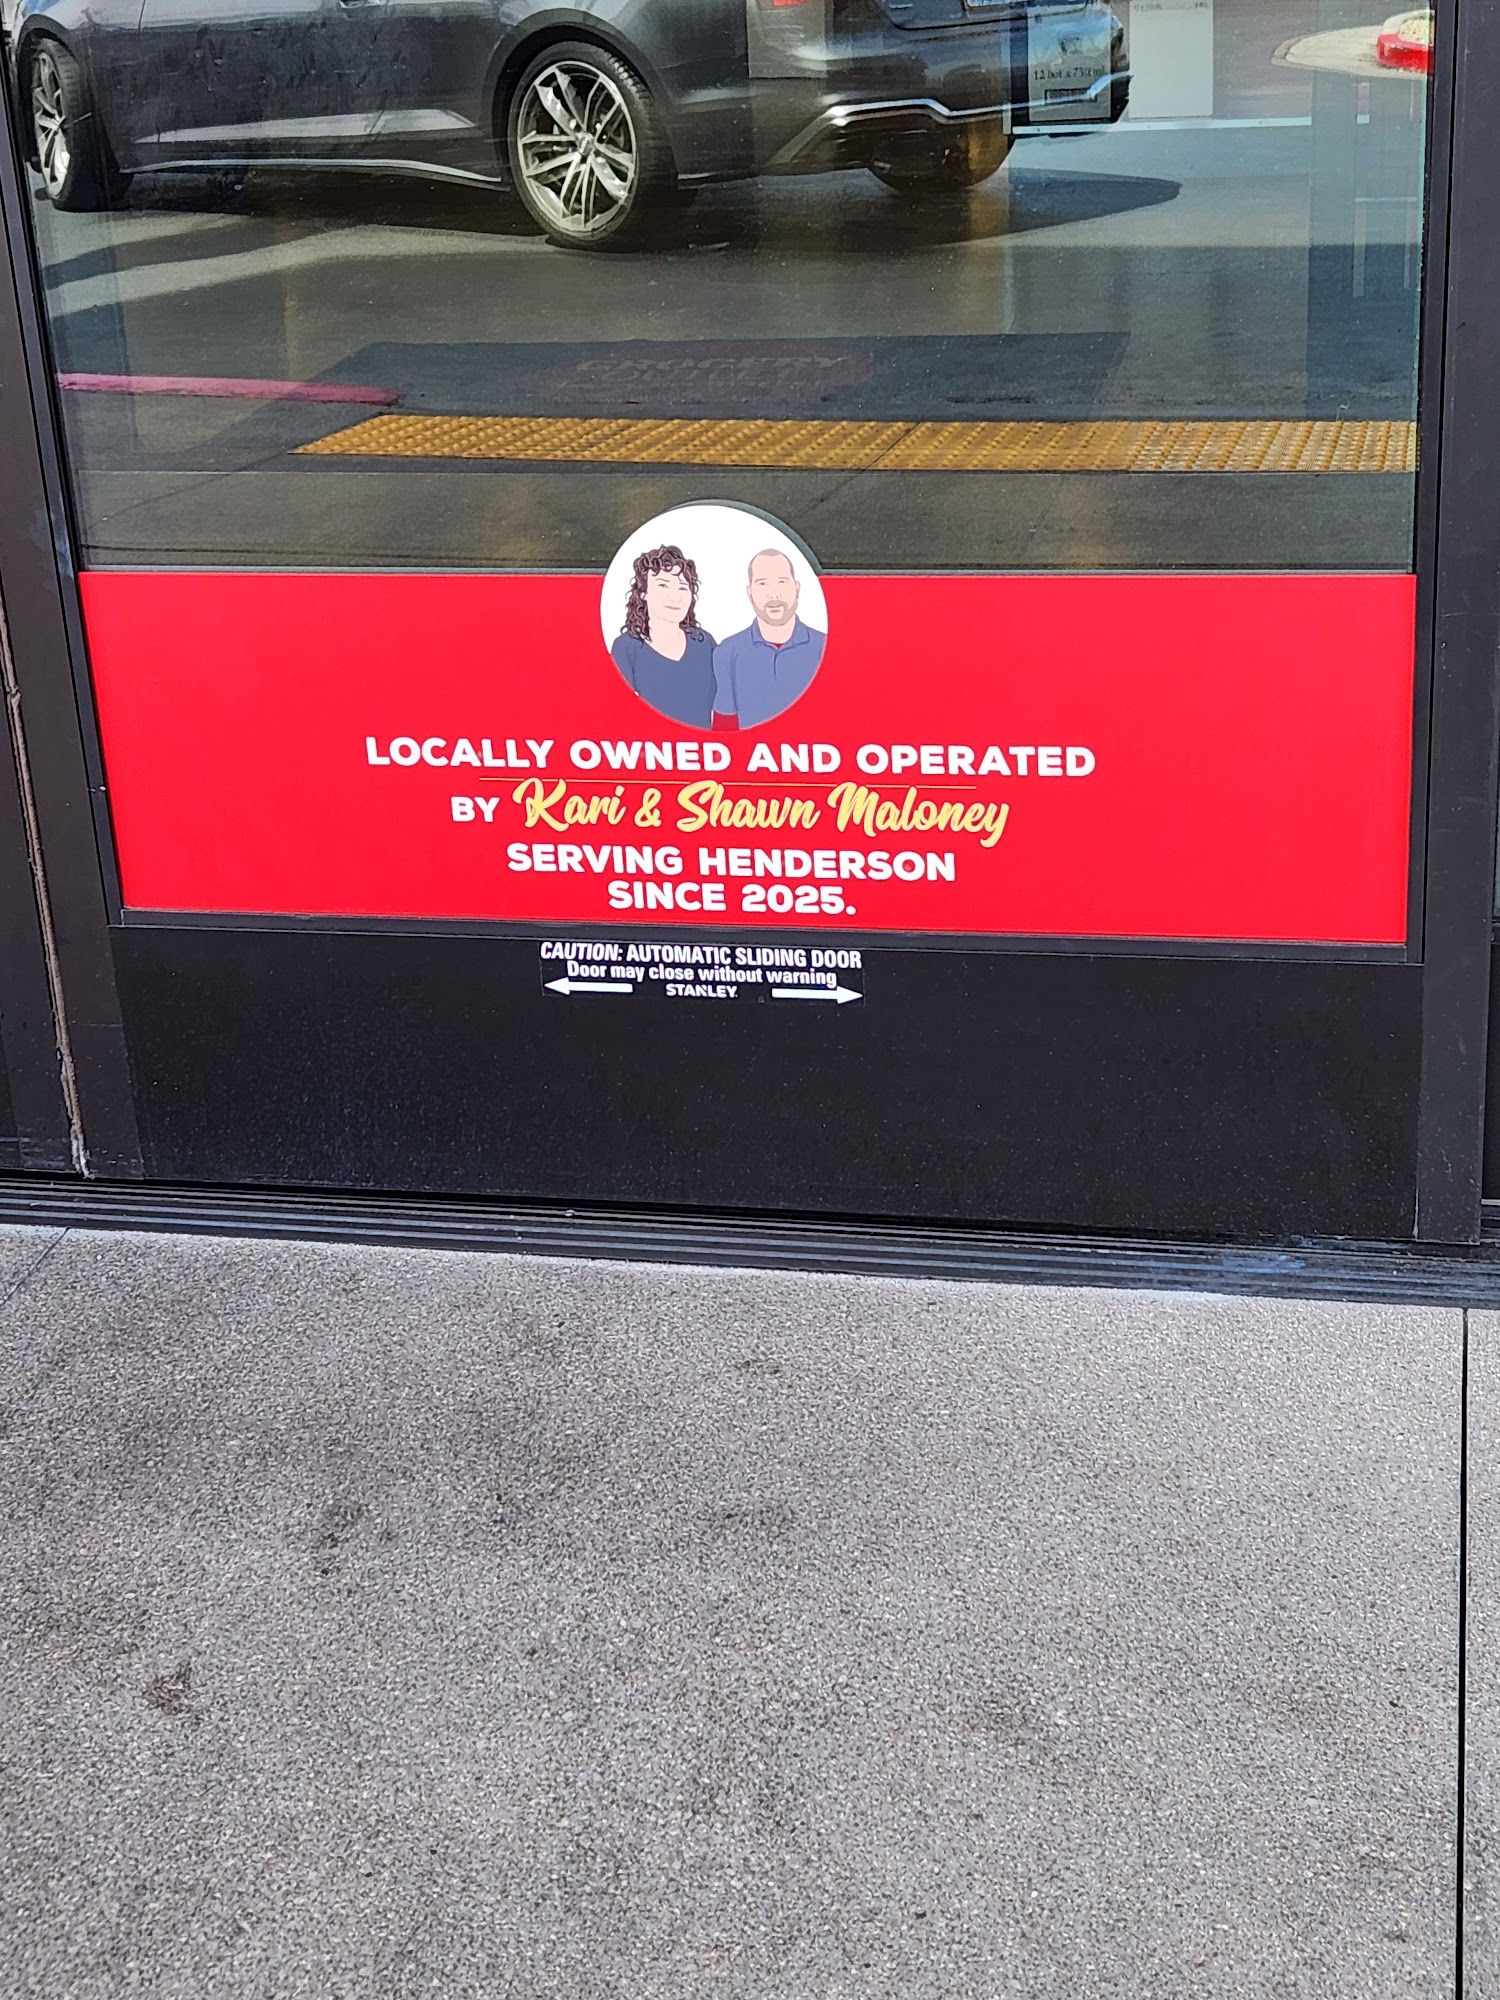 GROCERY
LOCALLY OWNED AND OPERATED
BY Kari & Shawn Maloney
SERVING HENDERSON
SINCE 2025.
CAUTION: AUTOMATIC SLIDING DOOR
Door may close without warning
STANLEY